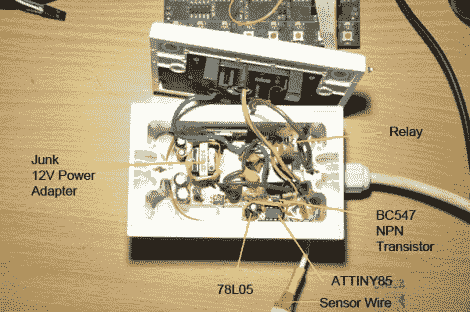 Junk
12V Power
Adapter
Relay
BC547
NPN
Transistor
78L05
ATTINY85
Sensor Wire